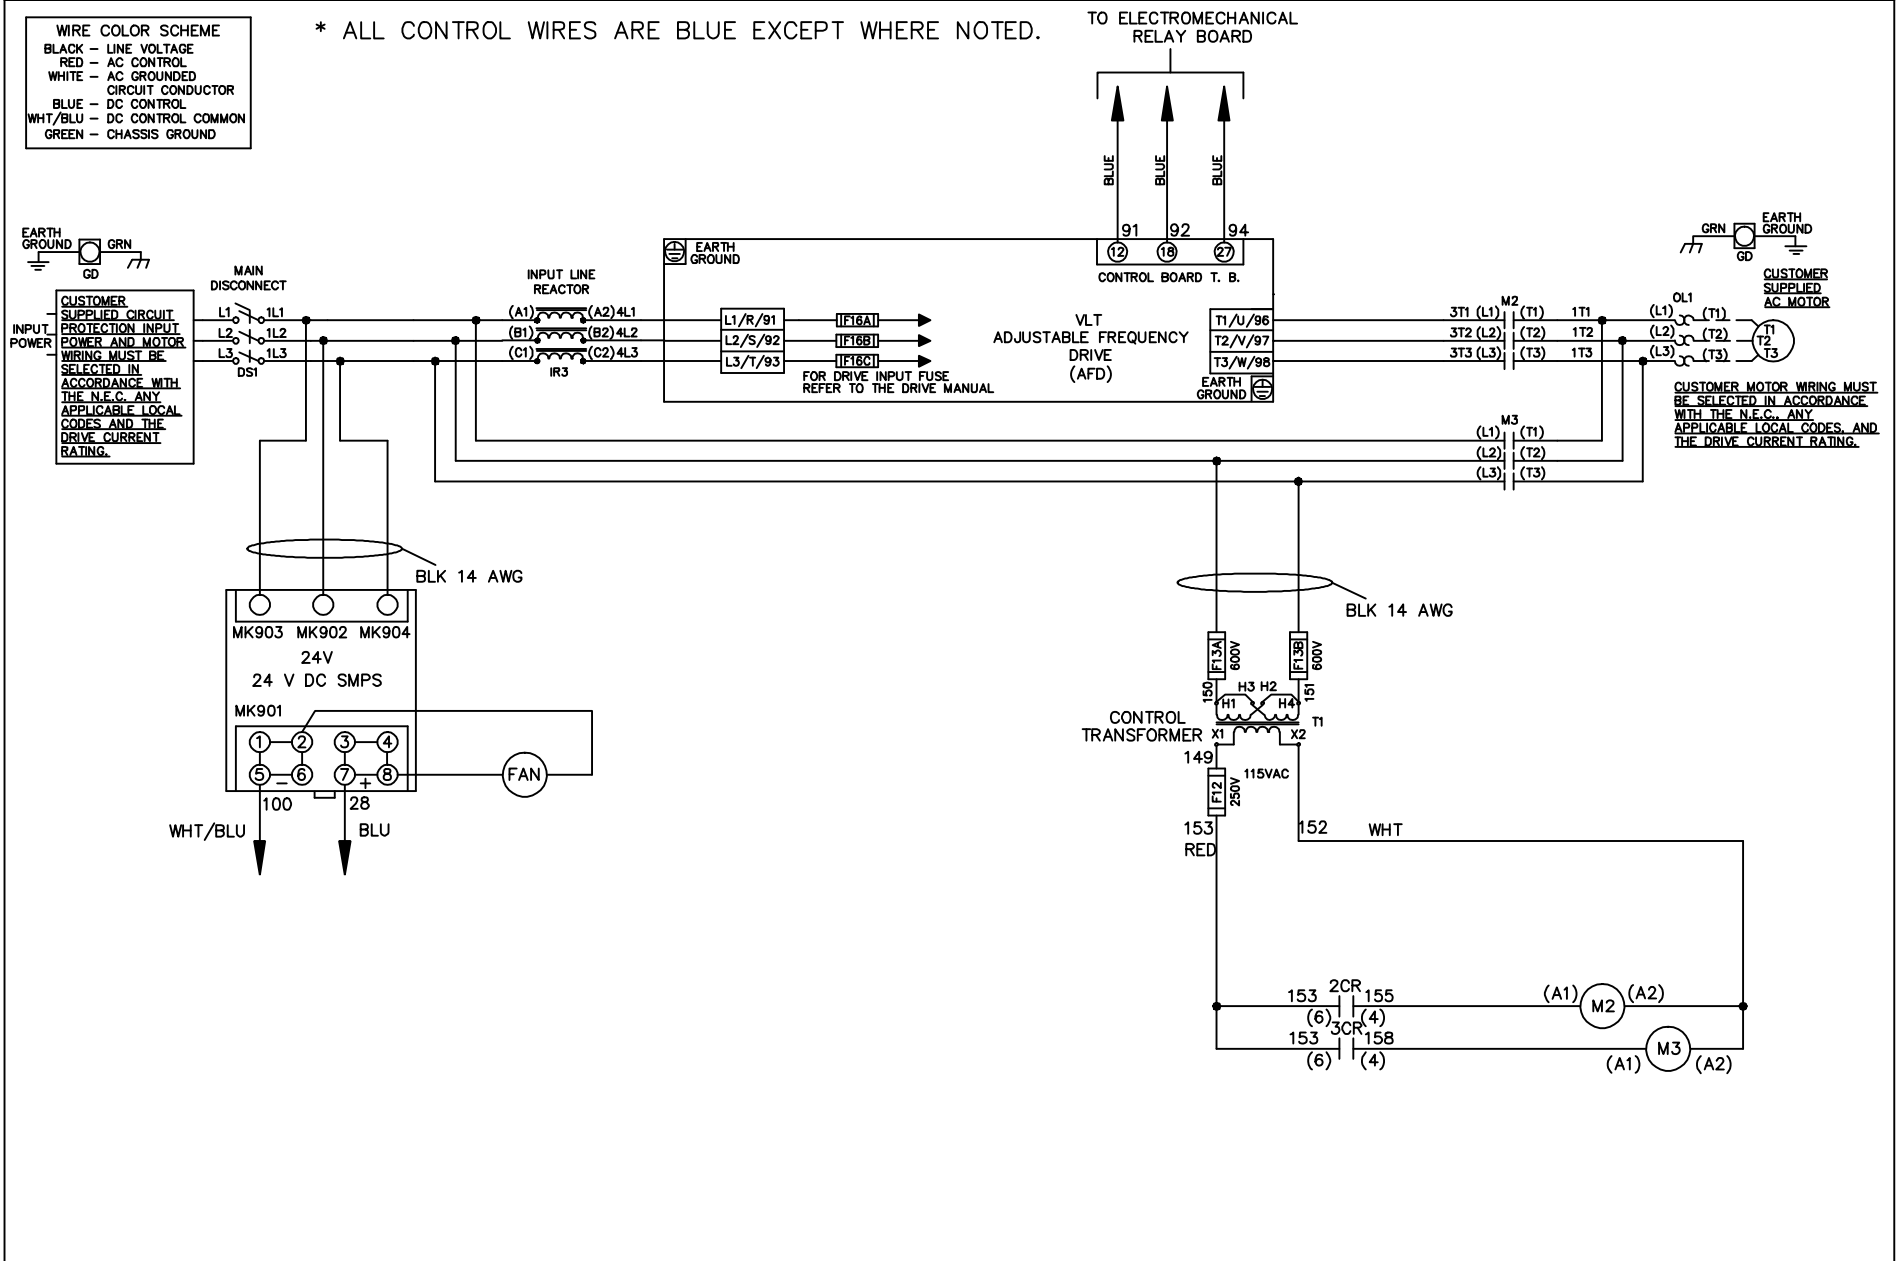 WIRE COLOR SCHEME
BLACK – LINE VOLTAGE
RED – AC CONTROL
WHITE – AC GROUNDED
CIRCUIT CONDUCTOR
BLUE – DC CONTROL
WHT/BLU – DC CONTROL COMMON
GREEN – CHASSIS GROUND
* ALL CONTROL WIRES ARE BLUE EXCEPT WHERE NOTED.
TO ELECTROMECHANICAL
RELAY BOARD
BLUE
BLUE
BLUE
91 92 94
12 18 27
CONTROL BOARD T. B.
EARTH
GROUND
GRN
GD
MAIN
DISCONNECT
L1 1L1
L2 1L2
L3 1L3
DS1
INPUT
POWER
CUSTOMER
SUPPLIED CIRCUIT
PROTECTION INPUT
POWER AND MOTOR
WIRING MUST BE
SELECTED IN
ACCORDANCE WITH
THE N.E.C. ANY
APPLICABLE LOCAL
CODES AND THE
DRIVE CURRENT
RATING.
INPUT LINE
REACTOR
(A1) (A2) 4L1
(B1) (B2) 4L2
(C1) (C2) 4L3
IR3
EARTH
GROUND
L1/R/91
L2/S/92
L3/T/93
F16A
F16B
F16C
FOR DRIVE INPUT FUSE
REFER TO THE DRIVE MANUAL
VLT
ADJUSTABLE FREQUENCY
DRIVE
(AFD)
T1/U/96
T2/V/97
T3/W/98
EARTH
GROUND
M2
3T1 (L1) (T1) 1T1
3T2 (L2) (T2) 1T2
3T3 (L3) (T3) 1T3
M3
(L1) (T1)
(L2) (T2)
(L3) (T3)
OL1
(L1) (T1)
(L2) (T2)
(L3) (T3)
T1
T2
T3
GRN
GD
EARTH
GROUND
CUSTOMER
SUPPLIED
AC MOTOR
CUSTOMER MOTOR WIRING MUST
BE SELECTED IN ACCORDANCE
WITH THE N.E.C., ANY
APPLICABLE LOCAL CODES, AND
THE DRIVE CURRENT RATING.
BLK 14 AWG
MK903 MK902 MK904
24V
24 V DC SMPS
MK901
1 2 3 4
5 – 6 7 + 8
FAN
100 28
WHT/BLU BLU
BLK 14 AWG
F13A
600V
F13B
600V
150
151
H3 H2
H1 H4
T1
CONTROL
TRANSFORMER
X1 X2
149
115VAC
F12
250V
153
RED
152 WHT
153 2CR 155
(6) (4)
(A1) M2 (A2)
153 3CR 158
(6) (4)
(A1) M3 (A2)